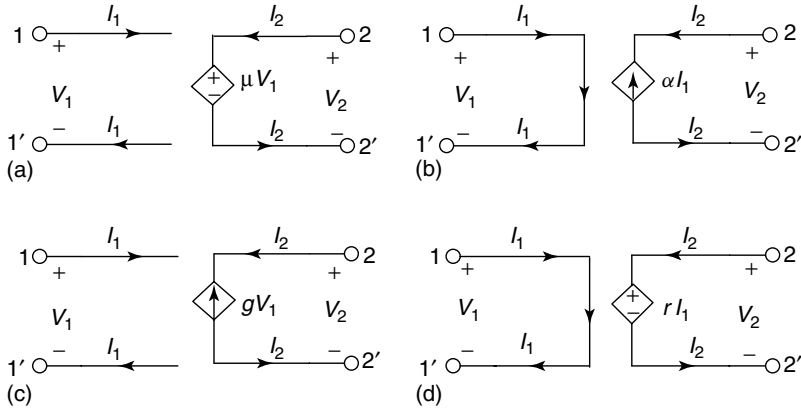 1 I₁ + V₁ − 1′ I₁
I₂ 2 + + − μV₁ V₂ I₂ − 2′
(a)
1 I₁ + V₁ − 1′ I₁
I₂ 2 + αI₁ V₂ I₂ − 2′
(b)
1 I₁ + V₁ − 1′ I₁
I₂ 2 + gV₁ V₂ I₂ − 2′
(c)
1 I₁ + V₁ − 1′ I₁
I₂ 2 + + − rI₁ V₂ I₂ − 2′
(d)